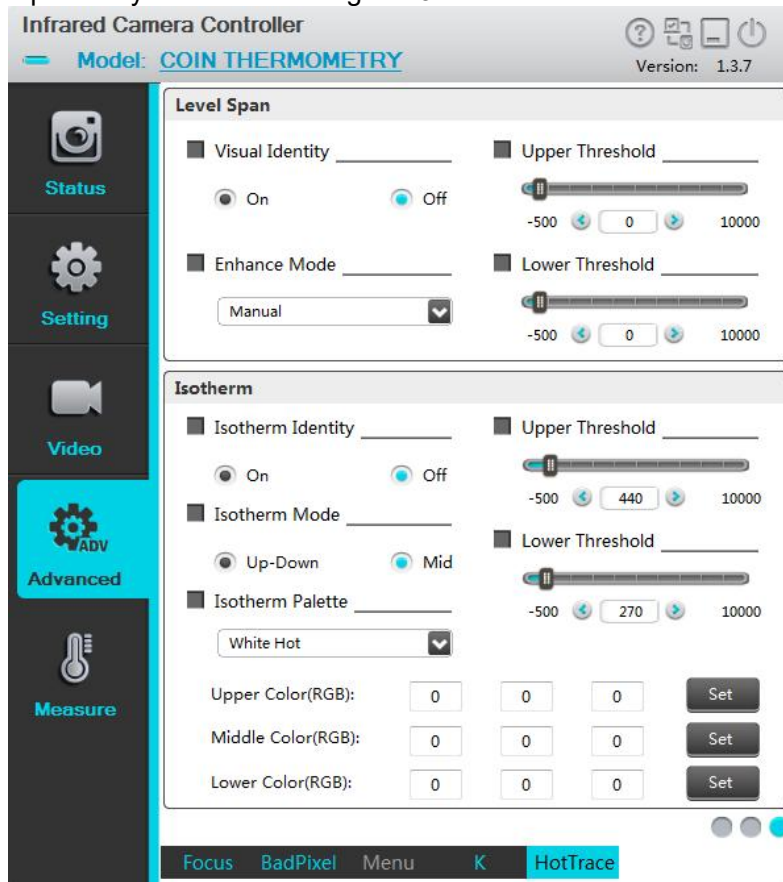 Infrared Camera Controller
Model: COIN THERMOMETRY
Version: 1.3.7
Status
Setting
Video
ADV
Advanced
Measure
Level Span
Visual Identity
On Off
Upper Threshold
-500 0 10000
Enhance Mode
Manual
Lower Threshold
-500 0 10000
Isotherm
Isotherm Identity
On Off
Upper Threshold
-500 440 10000
Isotherm Mode
Up-Down Mid
Lower Threshold
-500 270 10000
Isotherm Palette
White Hot
Upper Color(RGB): 0 0 0 Set
Middle Color(RGB): 0 0 0 Set
Lower Color(RGB): 0 0 0 Set
Focus BadPixel Menu K HotTrace